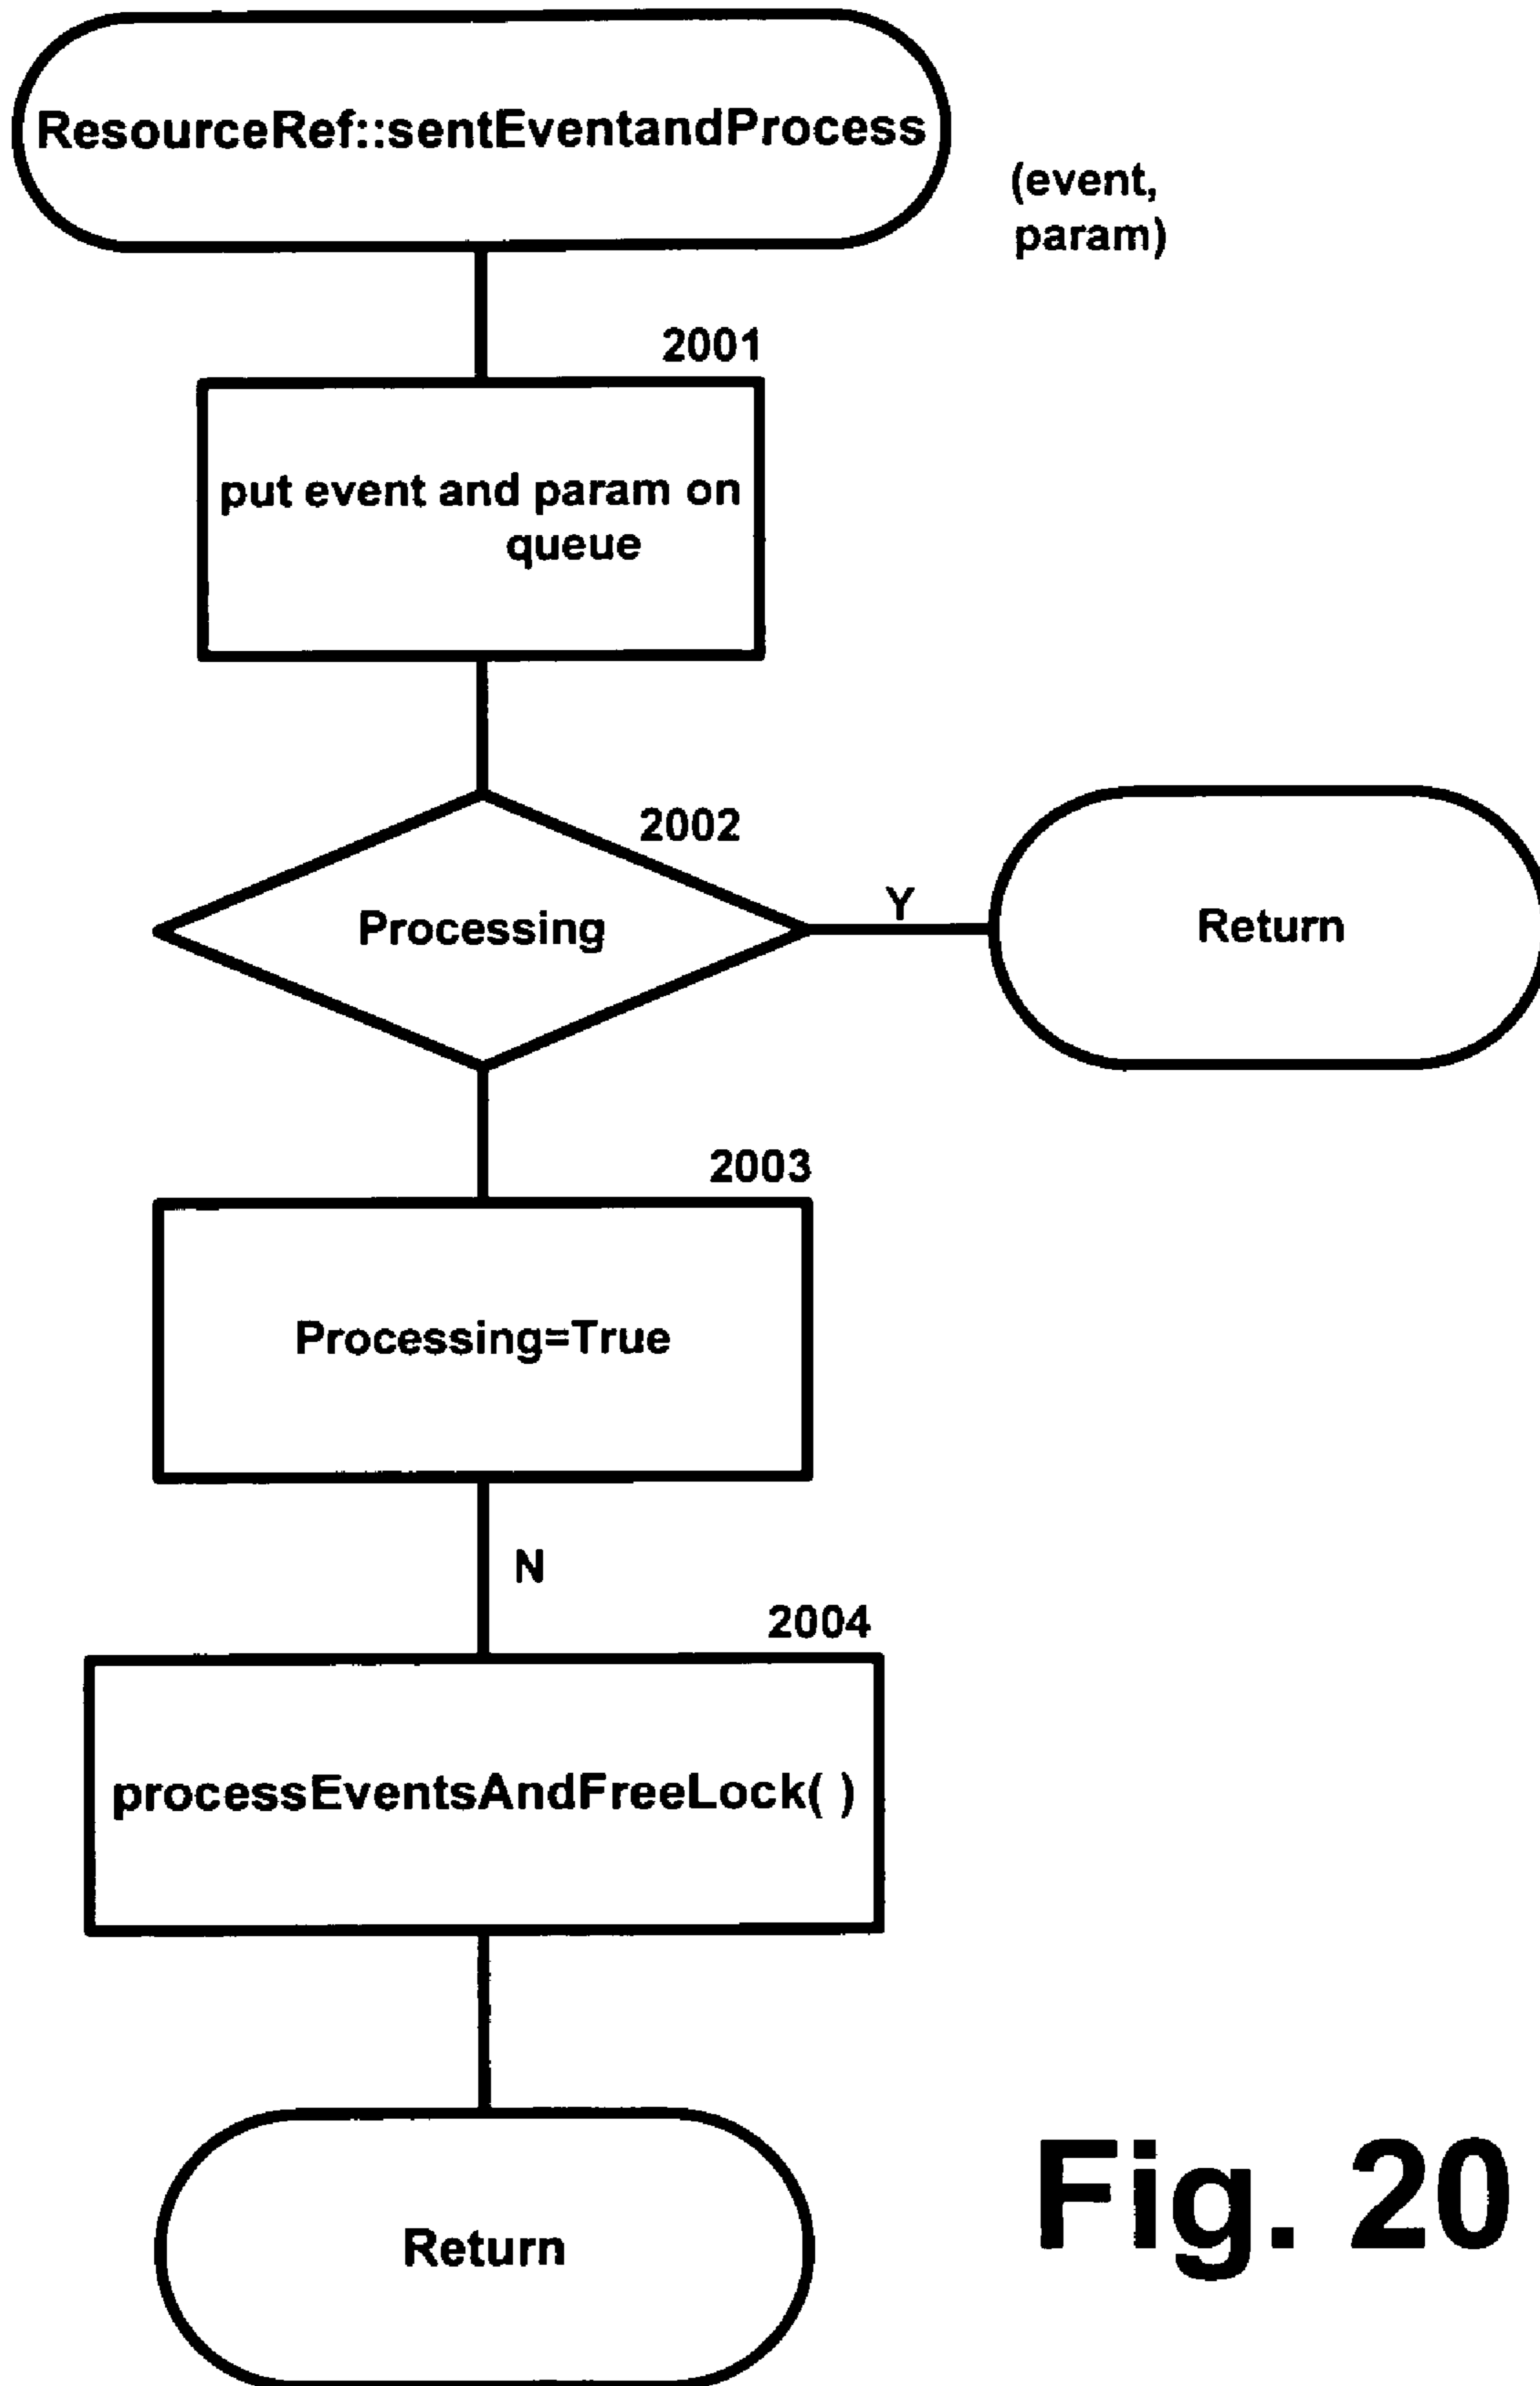 ResourceRef::sentEventandProcess
(event,
param)
2001
put event and param on
queue
2002
Processing
Y
Return
2003
Processing=True
N
2004
processEventsAndFreeLock( )
Return
Fig. 20